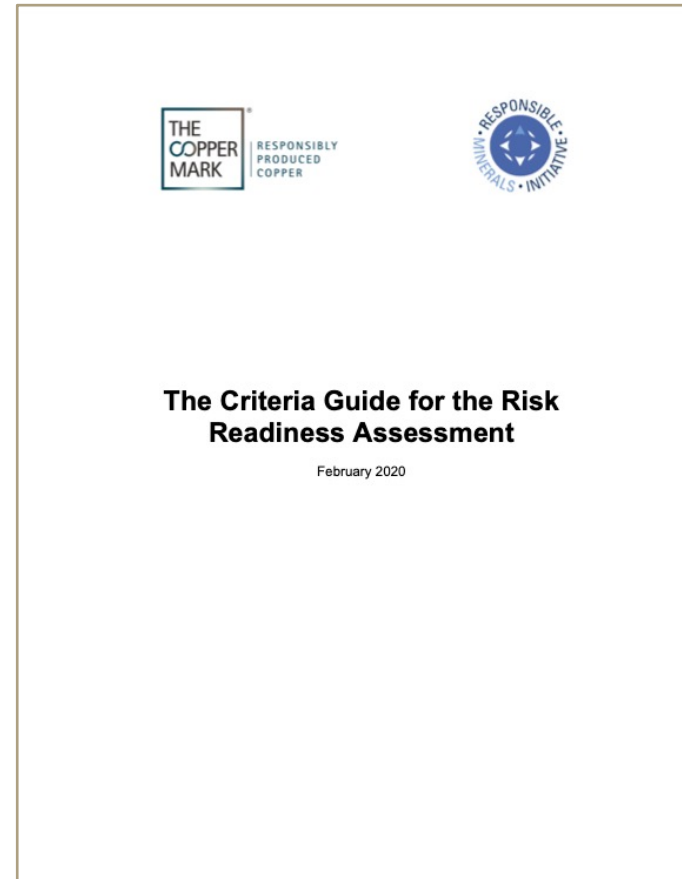 THE
COPPER
MARK
®
RESPONSIBLY
PRODUCED
COPPER
RESPONSIBLE
MINERALS • INITIATIVE
The Criteria Guide for the Risk
Readiness Assessment
February 2020